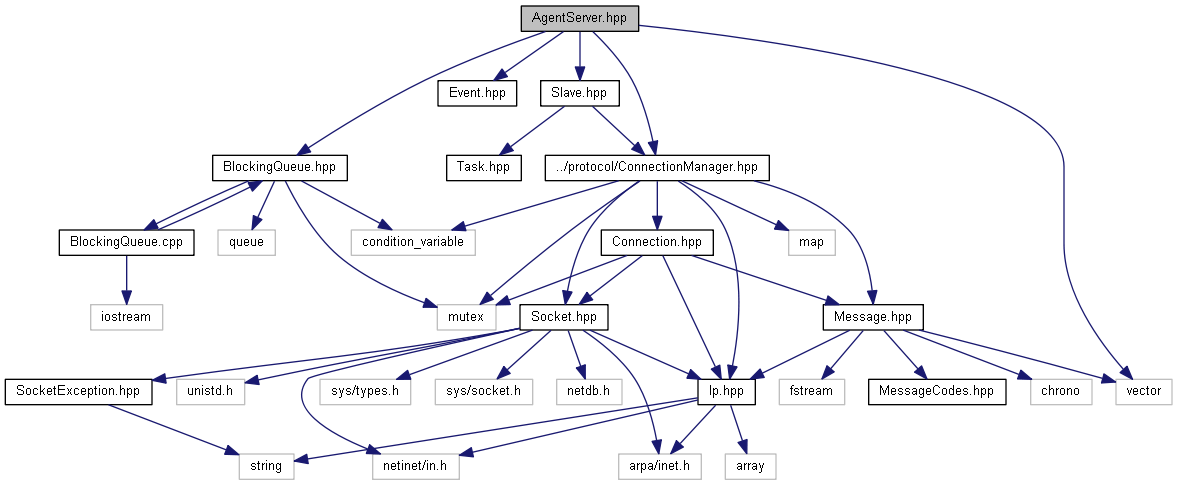 AgentServer.hpp
Event.hpp
Slave.hpp
BlockingQueue.hpp
Task.hpp
../protocol/ConnectionManager.hpp
BlockingQueue.cpp
queue
condition_variable
Connection.hpp
map
iostream
mutex
Socket.hpp
Message.hpp
SocketException.hpp
unistd.h
sys/types.h
sys/socket.h
netdb.h
Ip.hpp
fstream
MessageCodes.hpp
chrono
vector
string
netinet/in.h
arpa/inet.h
array